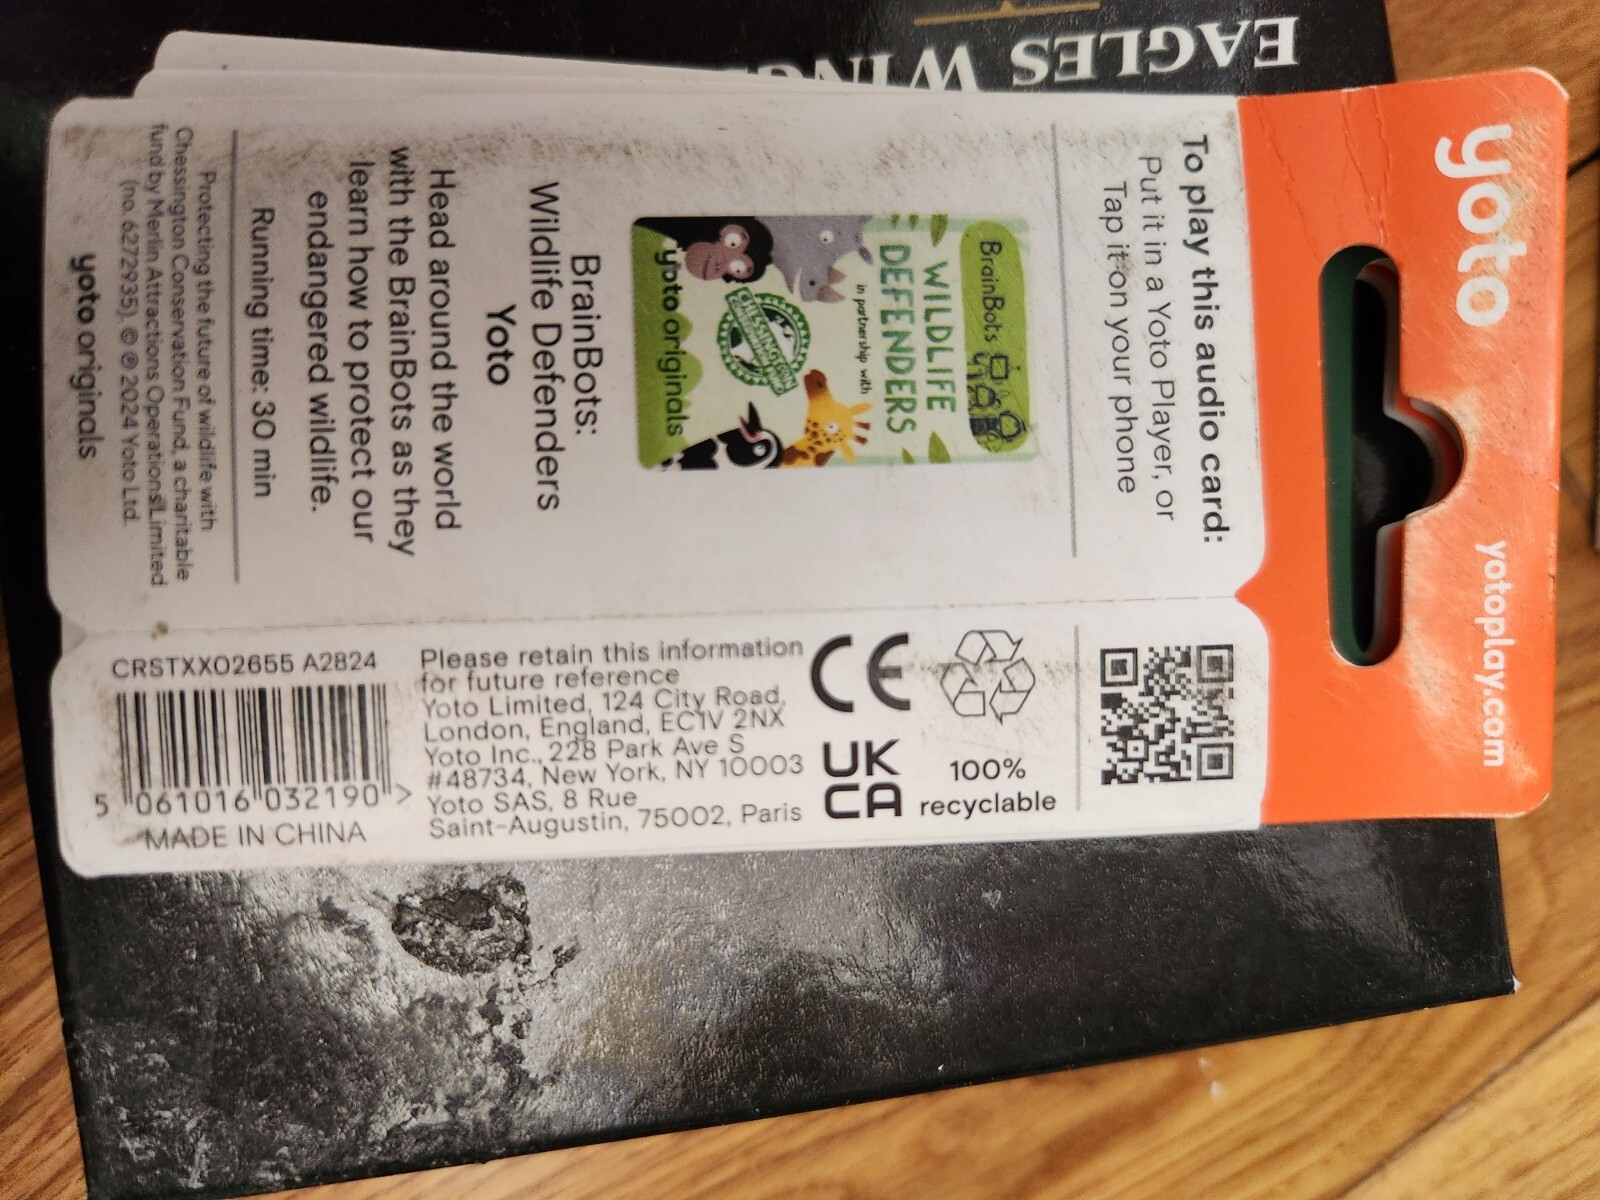 EAGLES WING
yoto
yotoplay.com
To play this audio card:
Put it in a Yoto Player, or
Tap it on your phone
BrainBots
WILDLIFE
DEFENDERS
in partnership with
CHESSINGTON
yoto originals
BrainBots:
Wildlife Defenders
Yoto
Head around the world
with the BrainBots as they
learn how to protect our
endangered wildlife.
Running time: 30 min
Protecting the future of wildlife with
Chessington Conservation Fund, a charitable
fund by Merlin Attractions Operations Limited
(no. 6272935), © ℗ 2024 Yoto Ltd.
yoto originals
100%
recyclable
CE
UK
CA
Please retain this information
for future reference
Yoto Limited, 124 City Road,
London, England, EC1V 2NX
Yoto Inc., 228 Park Ave S
#48734, New York, NY 10003
Yoto SAS, 8 Rue
Saint-Augustin, 75002, Paris
CRSTXX02655 A2824
5 061016 032190 >
MADE IN CHINA